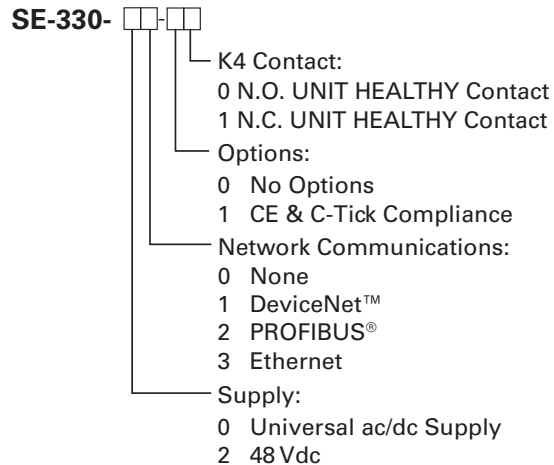 SE-330- -
K4 Contact:
0 N.O. UNIT HEALTHY Contact
1 N.C. UNIT HEALTHY Contact
Options:
0 No Options
1 CE & C-Tick Compliance
Network Communications:
0 None
1 DeviceNet™
2 PROFIBUS®
3 Ethernet
Supply:
0 Universal ac/dc Supply
2 48 Vdc